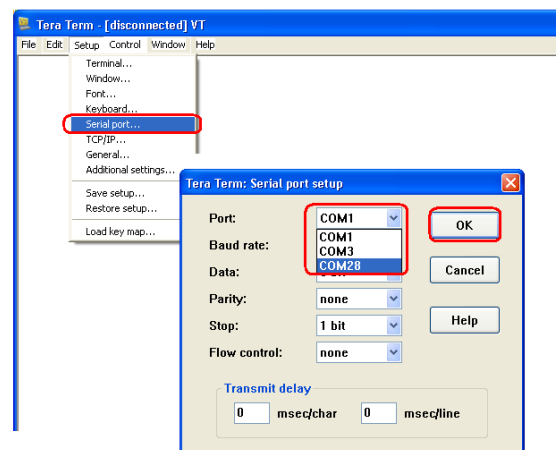 Tera Term - [disconnected] VT
File Edit Setup Control Window Help
Terminal...
Window...
Font...
Keyboard...
Serial port...
TCP/IP...
General...
Additional settings...
Save setup...
Restore setup...
Load key map...
Tera Term: Serial port setup
Port: COM1 OK
COM1
COM3
COM28
Baud rate:
Data: Cancel
Parity: none
Stop: 1 bit Help
Flow control: none
Transmit delay
0 msec/char 0 msec/line